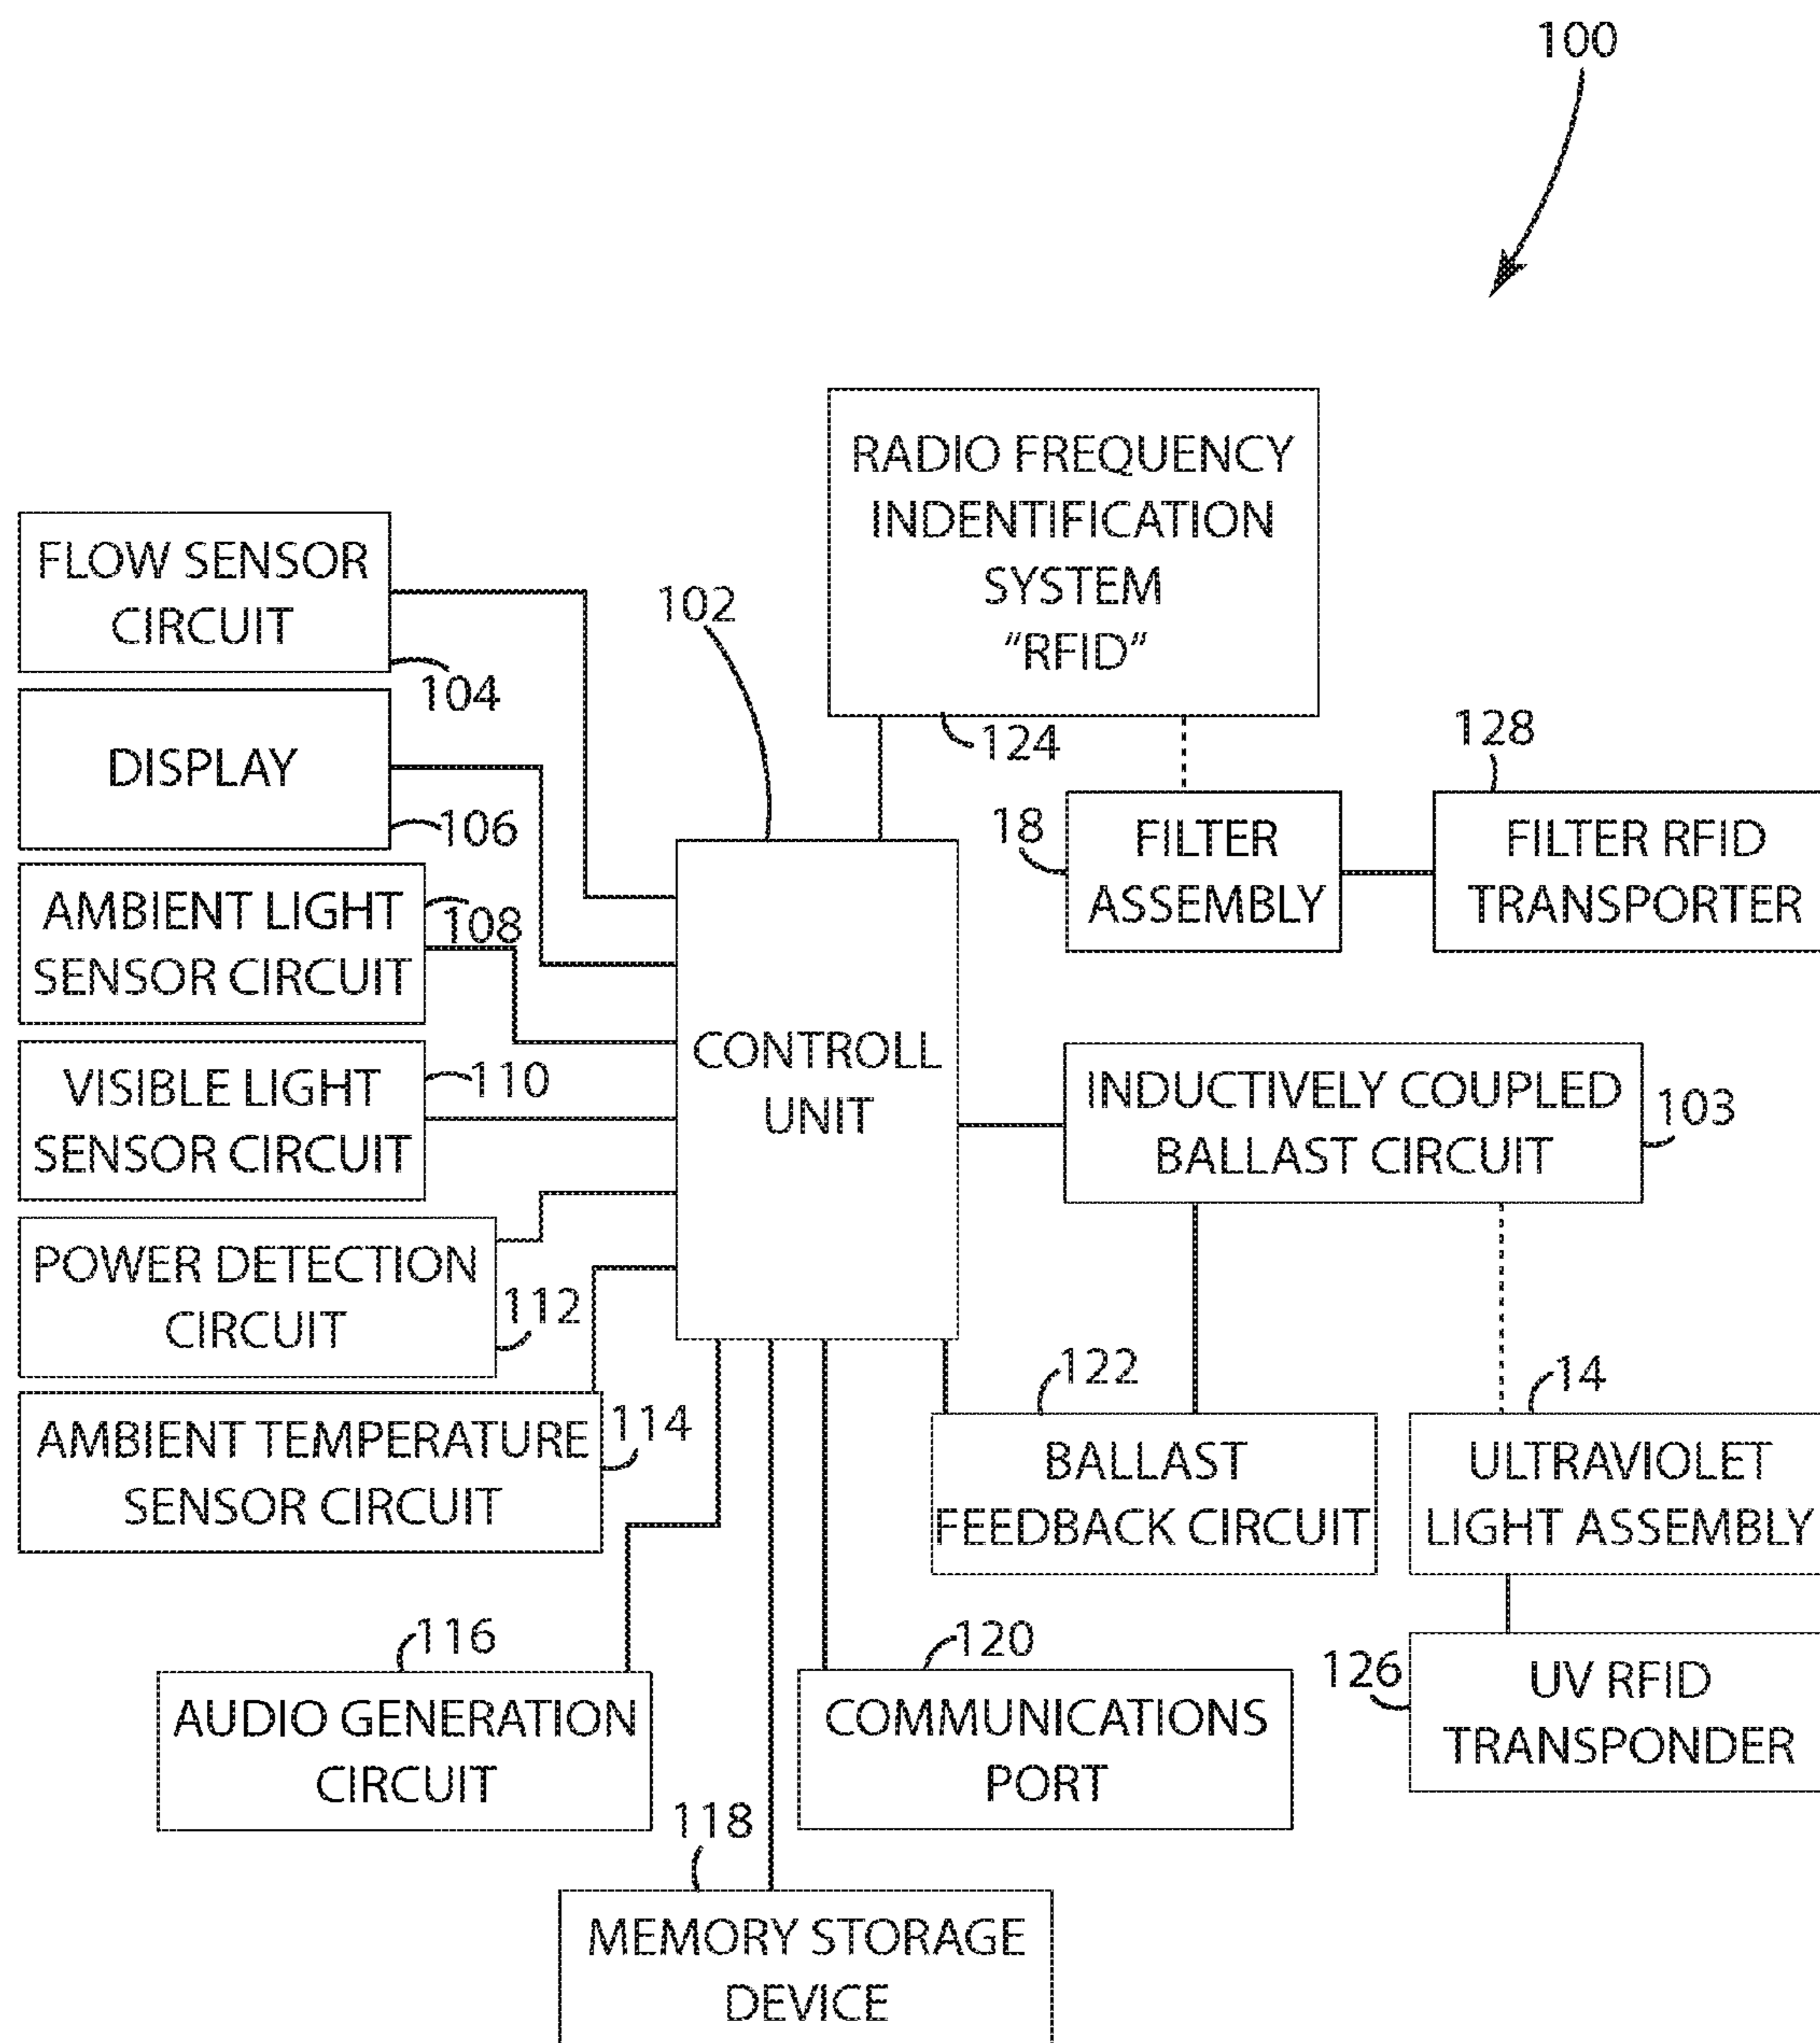 100
RADIO FREQUENCY
INDENTIFICATION
SYSTEM
“RFID”
124
FLOW SENSOR
CIRCUIT
104
102
DISPLAY
106
128
18
FILTER
ASSEMBLY
FILTER RFID
TRANSPORTER
AMBIENT LIGHT
SENSOR CIRCUIT
108
CONTROLL
UNIT
VISIBLE LIGHT
SENSOR CIRCUIT
110
INDUCTIVELY COUPLED
BALLAST CIRCUIT
103
POWER DETECTION
CIRCUIT
112
AMBIENT TEMPERATURE
SENSOR CIRCUIT
114
122
BALLAST
FEEDBACK CIRCUIT
14
ULTRAVIOLET
LIGHT ASSEMBLY
116
AUDIO GENERATION
CIRCUIT
120
COMMUNICATIONS
PORT
126
UV RFID
TRANSPONDER
118
MEMORY STORAGE
DEVICE